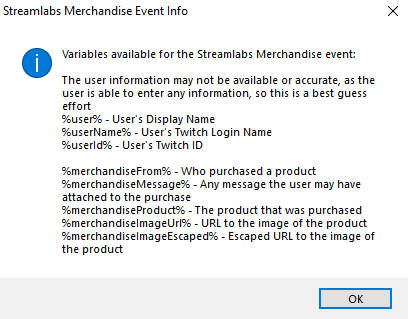 Streamlabs Merchandise Event Info
Variables available for the Streamlabs Merchandise event:
The user information may not be available or accurate, as the
user is able to enter any information, so this is a best guess
effort
%user% - User's Display Name
%userName% - User's Twitch Login Name
%userId% - User's Twitch ID
%merchandiseFrom% - Who purchased a product
%merchandiseMessage% - Any message the user may have
attached to the purchase
%merchandiseProduct% - The product that was purchased
%merchandiseImageUrl% - URL to the image of the product
%merchandiseImageEscaped% - Escaped URL to the image of
the product
OK